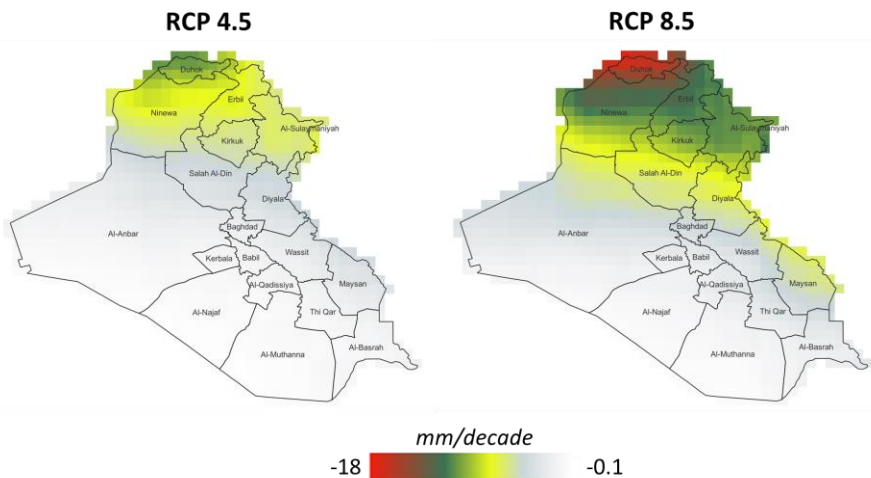 RCP 4.5
RCP 8.5
Duhok
Ninewa
Erbil
Al-Sulaymaniyah
Kirkuk
Salah Al-Din
Diyala
Al-Anbar
Baghdad
Wassit
Kerbala
Babil
Al-Qadissiya
Maysan
Thi Qar
Al-Najaf
Al-Muthanna
Al-Basrah
Duhok
Ninewa
Erbil
Al-Sulaymaniyah
Kirkuk
Salah Al-Din
Diyala
Al-Anbar
Baghdad
Wassit
Kerbala
Babil
Al-Qadissiya
Maysan
Thi Qar
Al-Najaf
Al-Muthanna
Al-Basrah
mm/decade
-18
-0.1